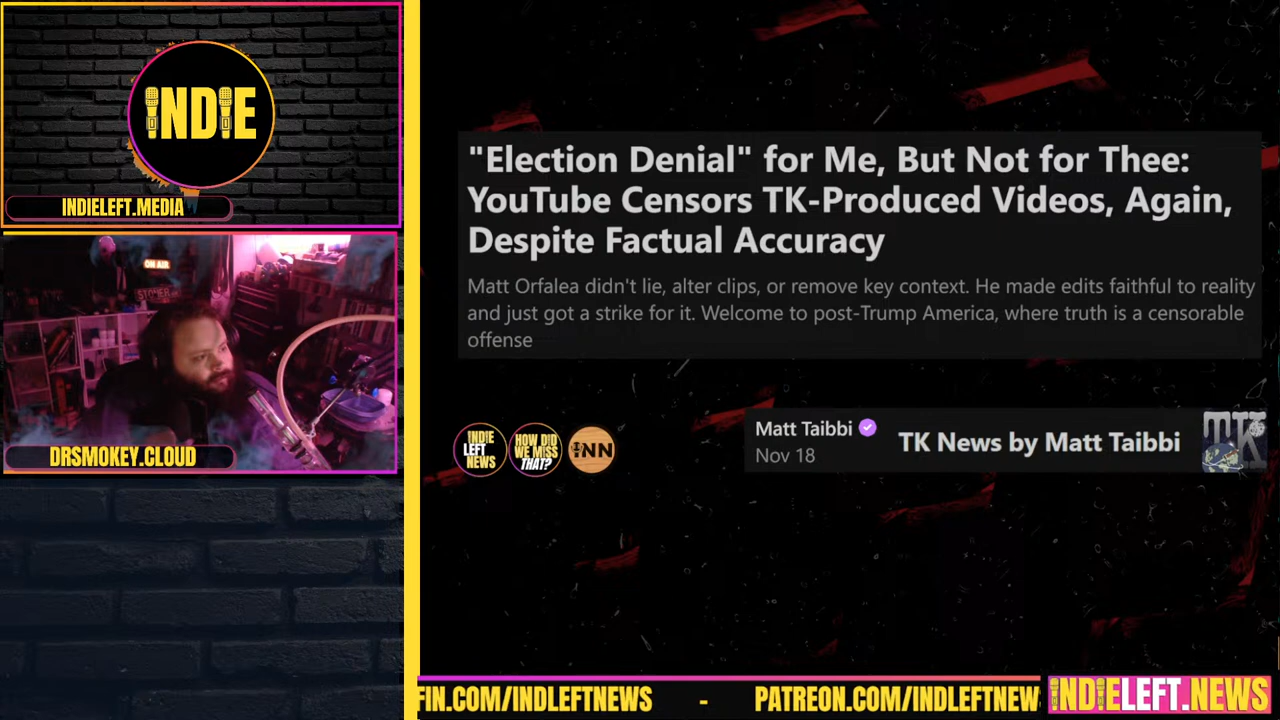 INDIE
INDIELEFT.MEDIA
ON AIR
STONER
DRSMOKEY.CLOUD
"Election Denial" for Me, But Not for Thee:
YouTube Censors TK-Produced Videos, Again,
Despite Factual Accuracy
Matt Orfalea didn't lie, alter clips, or remove key context. He made edits faithful to reality
and just got a strike for it. Welcome to post-Trump America, where truth is a censorable
offense
INDIE
LEFT
NEWS
HOW DID
WE MISS
THAT?
INN
Matt Taibbi
Nov 18
TK News by Matt Taibbi
TK
FIN.COM/INDLEFTNEWS - PATREON.COM/INDLEFTNEW
INDIELEFT.NEWS